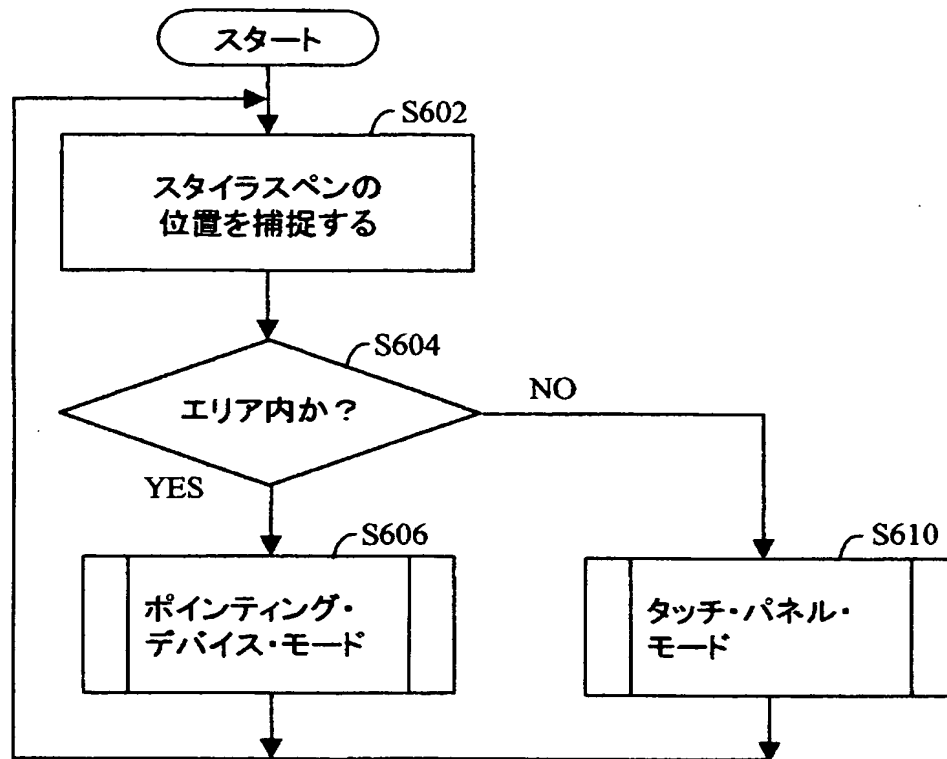 スタート
S602
スタイラスペンの
位置を捕捉する
S604
エリア内か？
NO
YES
S606
ポインティング・
デバイス・モード
S610
タッチ・パネル・
モード